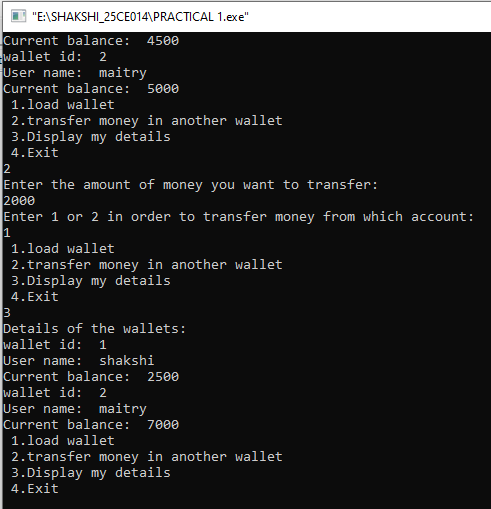 "E:\SHAKSHI_25CE014\PRACTICAL 1.exe"
Current balance:  4500
wallet id:  2
User name:  maitry
Current balance:  5000
 1.load wallet
 2.transfer money in another wallet
 3.Display my details
 4.Exit
2
Enter the amount of money you want to transfer:
2000
Enter 1 or 2 in order to transfer money from which account:
1
 1.load wallet
 2.transfer money in another wallet
 3.Display my details
 4.Exit
3
Details of the wallets:
wallet id:  1
User name:  shakshi
Current balance:  2500
wallet id:  2
User name:  maitry
Current balance:  7000
 1.load wallet
 2.transfer money in another wallet
 3.Display my details
 4.Exit